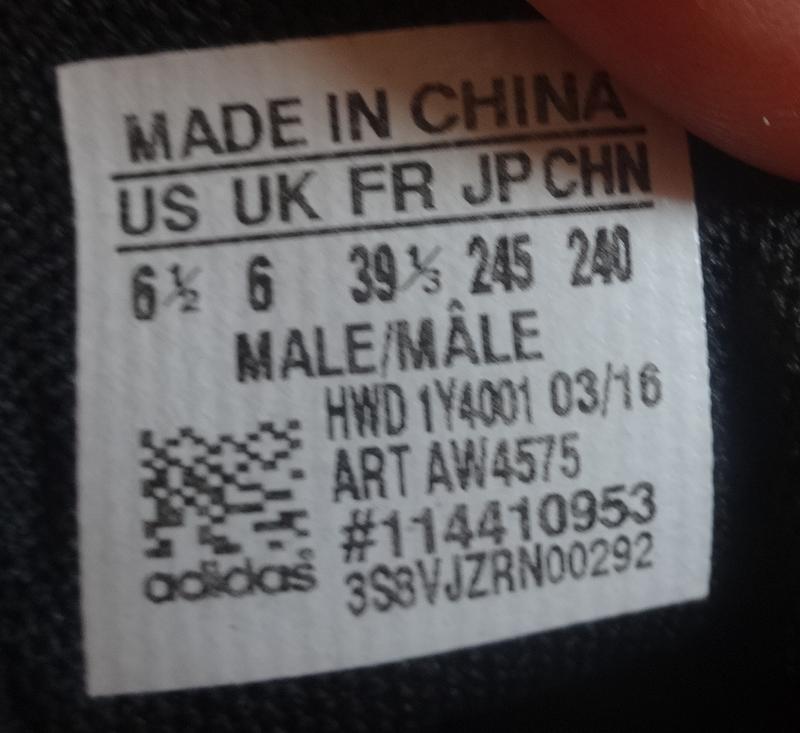 MADE IN CHINA
US UK FR JP CHN
6½ 6 39⅓ 245 240
MALE/MÂLE
HWD 1Y4001 03/16
ART AW4575
#114410953
adidas 3S8VJZRN00292